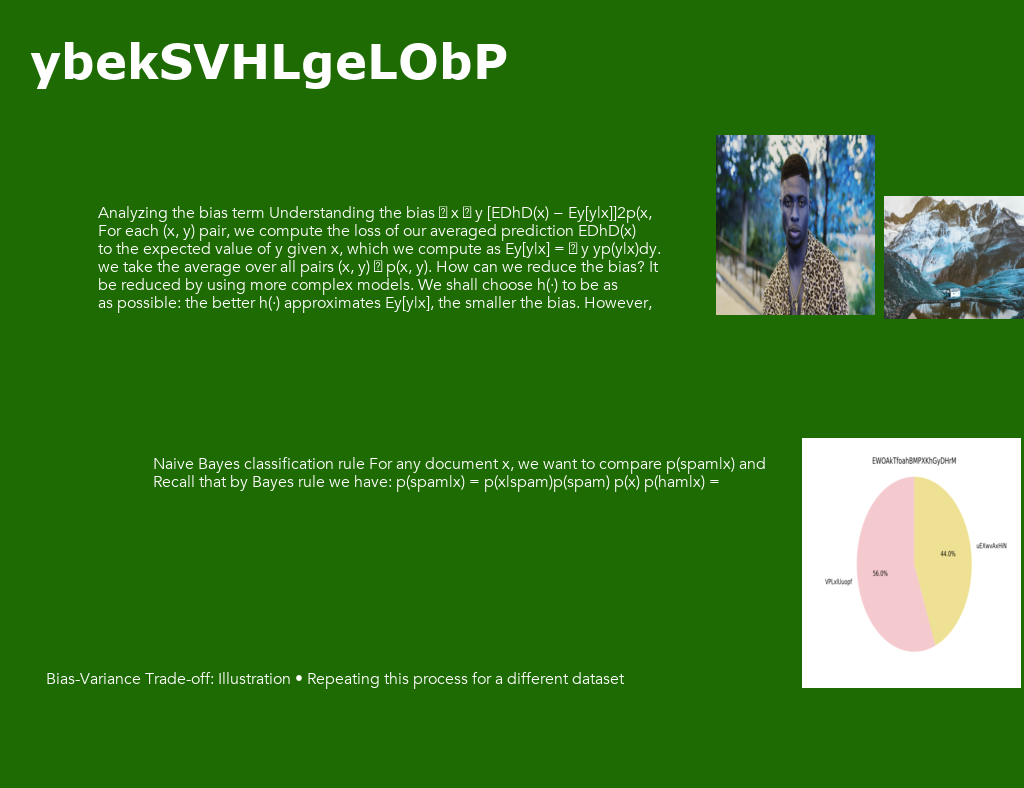 ybekSVHLgeLObP
Analyzing the bias term Understanding the bias x y [EDhD(x) − Ey[y|x]]2p(x,
For each (x, y) pair, we compute the loss of our averaged prediction EDhD(x)
to the expected value of y given x, which we compute as Ey[y|x] = y yp(y|x)dy.
we take the average over all pairs (x, y) p(x, y). How can we reduce the bias? It
be reduced by using more complex models. We shall choose h(·) to be as
as possible: the better h(·) approximates Ey[y|x], the smaller the bias. However,
Naive Bayes classification rule For any document x, we want to compare p(spam|x) and
Recall that by Bayes rule we have: p(spam|x) = p(x|spam)p(spam) p(x) p(ham|x) =
EWOAkTfoahBMPXKhGyDHrM
uEXwvAxHiN
44.0%
56.0%
Bias-Variance Trade-off: Illustration • Repeating this process for a different dataset